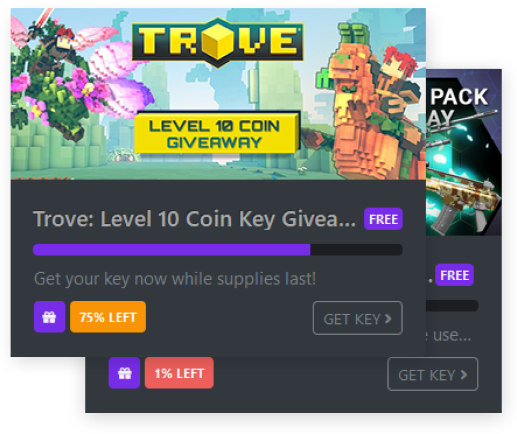 TROVE
LEVEL 10 COIN
GIVEAWAY
Trove: Level 10 Coin Key Givea...
FREE
Get your key now while supplies last!
75% LEFT
GET KEY >
PACK
AY
.
FREE
use...
1% LEFT
GET KEY >